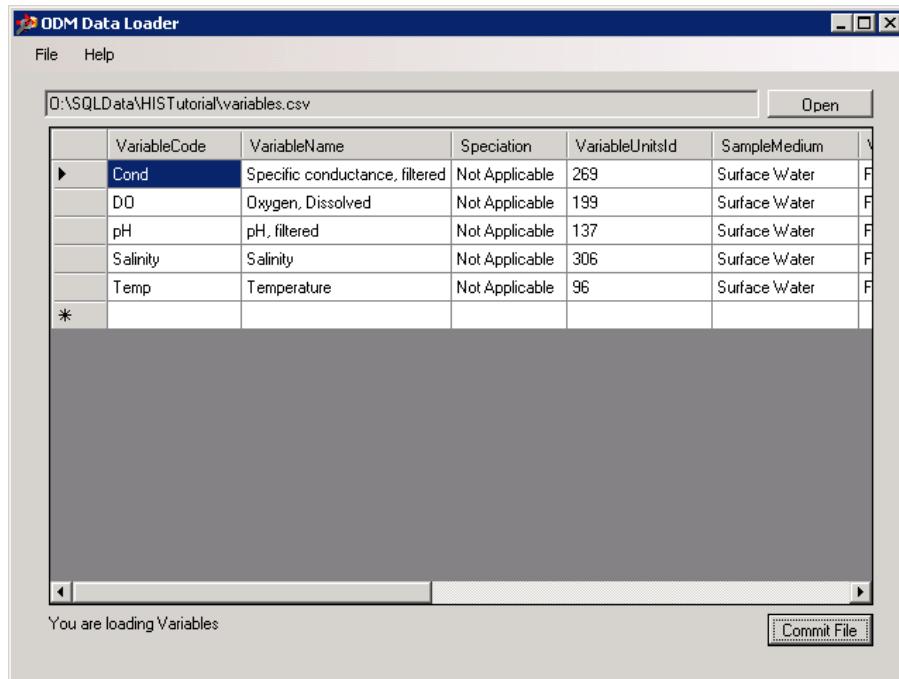 ODM Data Loader
File Help
O:\SQLData\HISTutorial\variables.csv Open
VariableCode VariableName Speciation VariableUnitsId SampleMedium V
Cond Specific conductance, filtered Not Applicable 269 Surface Water F
DO Oxygen, Dissolved Not Applicable 199 Surface Water F
pH pH, filtered Not Applicable 137 Surface Water F
Salinity Salinity Not Applicable 306 Surface Water F
Temp Temperature Not Applicable 96 Surface Water F
You are loading Variables Commit File